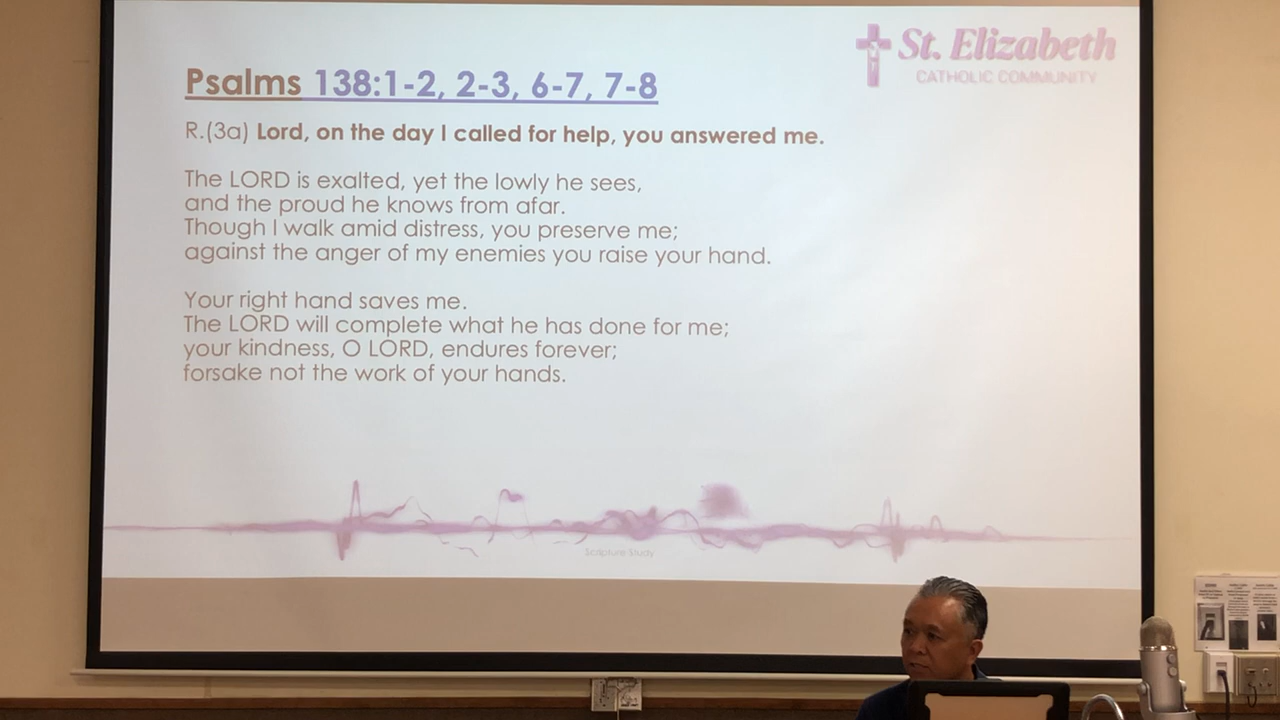 St. Elizabeth
CATHOLIC COMMUNITY
Psalms 138:1-2, 2-3, 6-7, 7-8
R.(3a) Lord, on the day I called for help, you answered me.
The LORD is exalted, yet the lowly he sees,
and the proud he knows from afar.
Though I walk amid distress, you preserve me;
against the anger of my enemies you raise your hand.
Your right hand saves me.
The LORD will complete what he has done for me;
your kindness, O LORD, endures forever;
forsake not the work of your hands.
Scripture Study